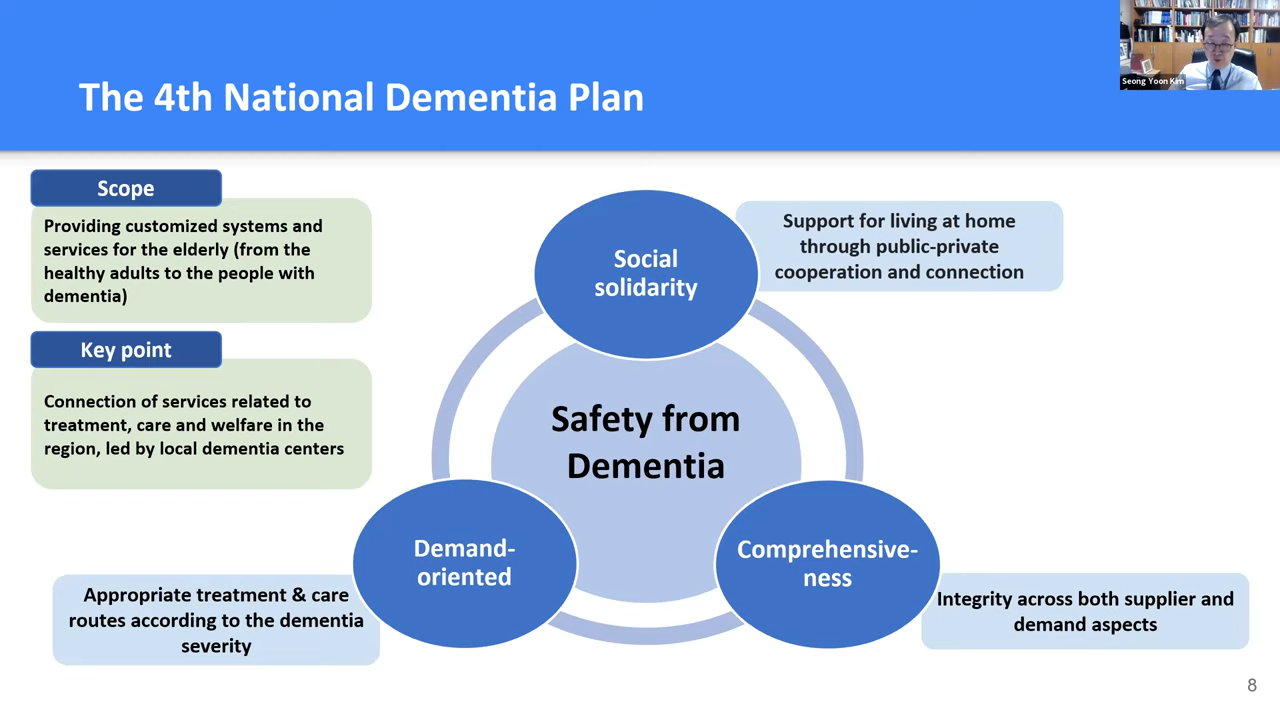 The 4th National Dementia Plan
Seong Yoon Kim
Scope
Providing customized systems and
services for the elderly (from the
healthy adults to the people with
dementia)
Key point
Connection of services related to
treatment, care and welfare in the
region, led by local dementia centers
Social
solidarity
Support for living at home
through public-private
cooperation and connection
Safety from
Dementia
Demand-
oriented
Appropriate treatment & care
routes according to the dementia
severity
Comprehensive-
ness
Integrity across both supplier and
demand aspects
8